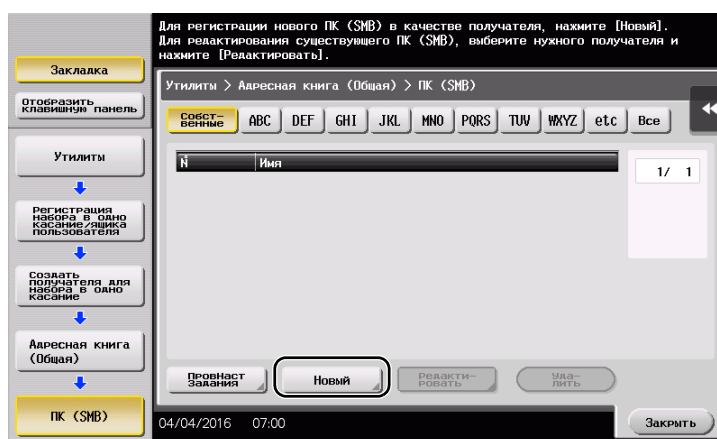 Для регистрации нового ПК (SMB) в качестве получателя, нажмите [Новый].
Для редактирования существующего ПК (SMB), выберите нужного получателя и
нажмите [Редактировать].
Закладка
Отобразить
клавишную панель
Утилиты
Регистрация
набора в одно
касание/ящика
пользователя
Создать
получателя для
набора в одно
касание
Адресная книга
(Общая)
ПК (SMB)
Утилиты > Адресная книга (Общая) > ПК (SMB)
Собст-
венные
ABC
DEF
GHI
JKL
MNO
PQRS
TUV
WXYZ
etc
Все
N
Имя
1/ 1
ПровНаст
Задания
Новый
Редакти-
ровать
Уда-
лить
04/04/2016 07:00
Закрыть